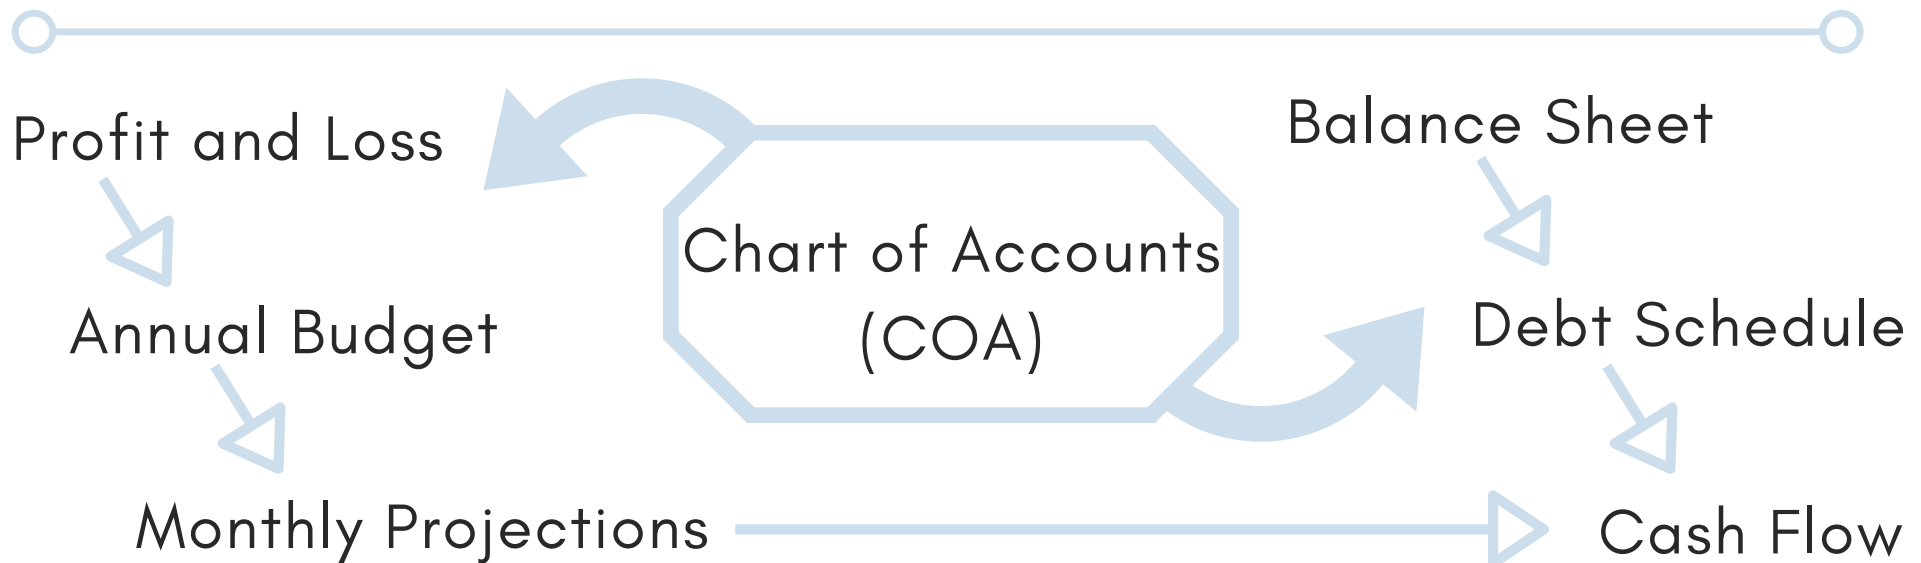 Profit and Loss
Annual Budget
Monthly Projections
Chart of Accounts
(COA)
Balance Sheet
Debt Schedule
Cash Flow